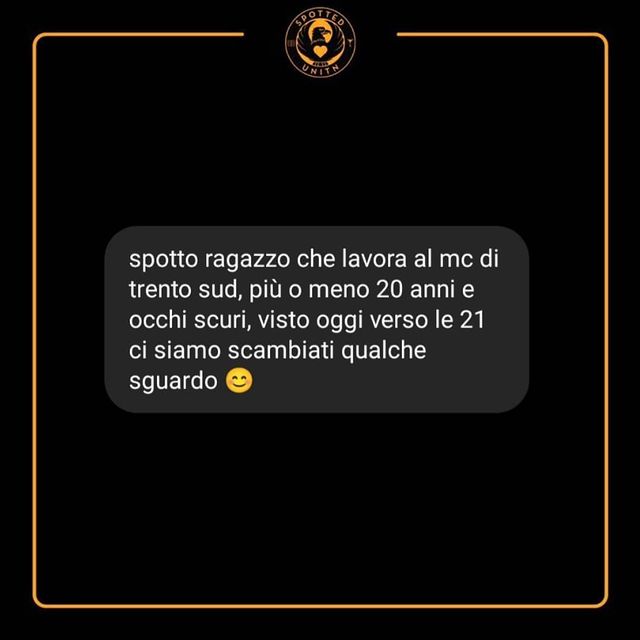 SPOTTED
UNITN
spotto ragazzo che lavora al mc di
trento sud, più o meno 20 anni e
occhi scuri, visto oggi verso le 21
ci siamo scambiati qualche
sguardo 😊